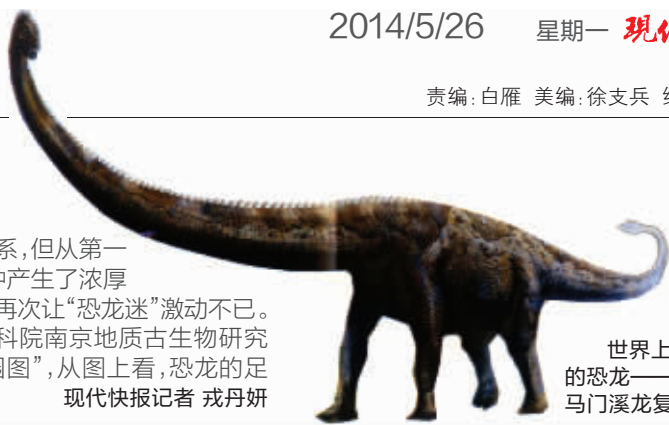 2014/5/26 星期一 现代
责编:白雁 美编:徐支兵
系,但从第一
中产生了浓厚
再次让“恐龙迷”激动不已。
科院南京地质古生物研究
图”,从图上看,恐龙的足
现代快报记者 戎丹妍
世界上
的恐龙——
马门溪龙复